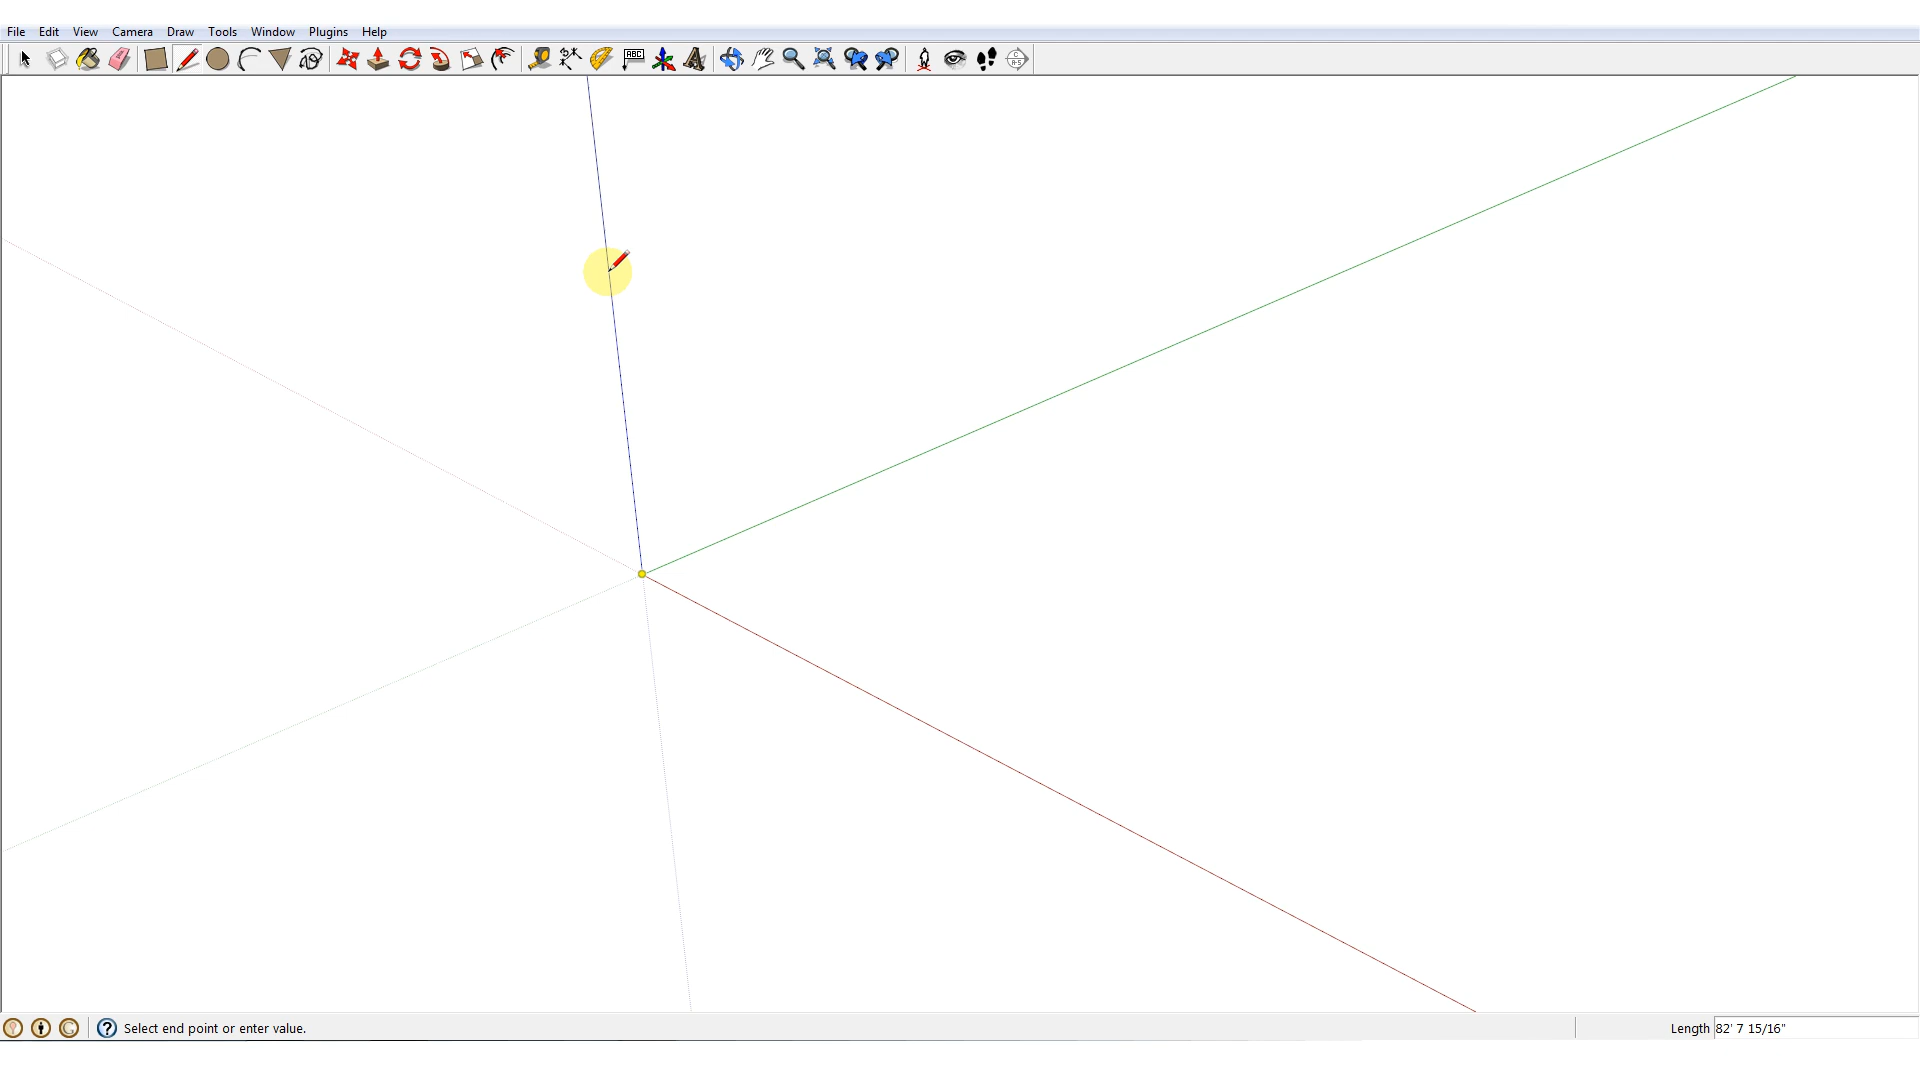 File Edit View Camera Draw Tools Window Plugins Help
ABC
Select end point or enter value.
Length 82' 7 15/16"